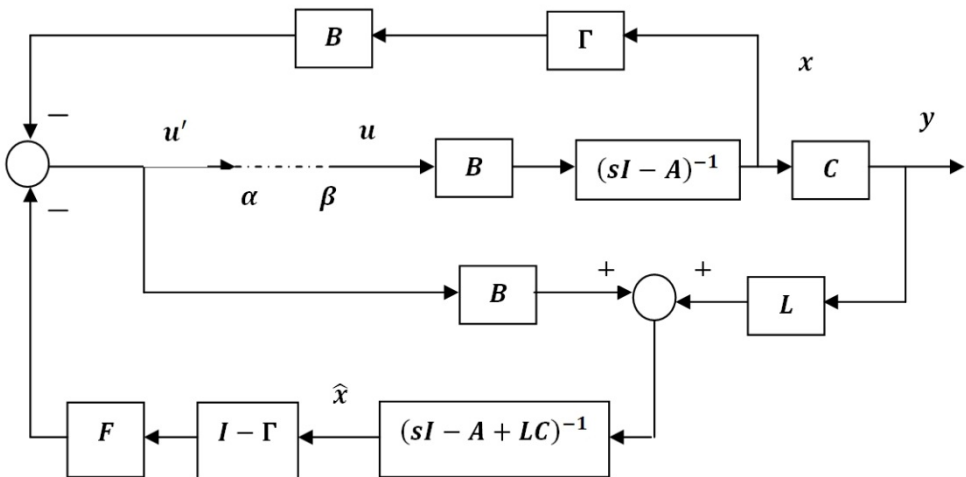 B Γ
x
− u′ u y
B (sI − A)⁻¹ C
− α β
+ +
B L
x̂
F I − Γ (sI − A + LC)⁻¹